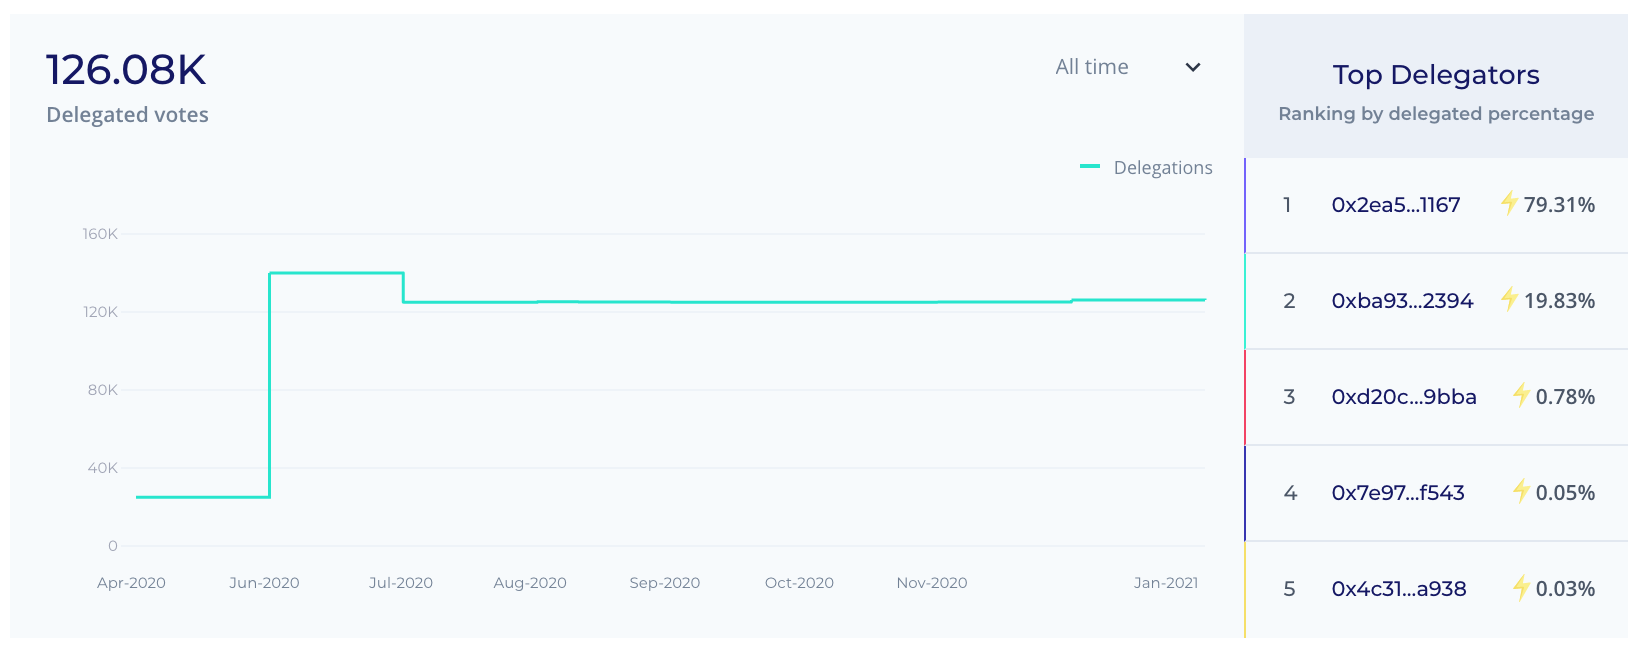 126.08K
Delegated votes
All time
Delegations
160K
120K
80K
40K
0
Apr-2020 Jun-2020 Jul-2020 Aug-2020 Sep-2020 Oct-2020 Nov-2020 Jan-2021
Top Delegators
Ranking by delegated percentage
1 0x2ea5...1167 ⚡79.31%
2 0xba93...2394 ⚡19.83%
3 0xd20c...9bba ⚡0.78%
4 0x7e97...f543 ⚡0.05%
5 0x4c31...a938 ⚡0.03%